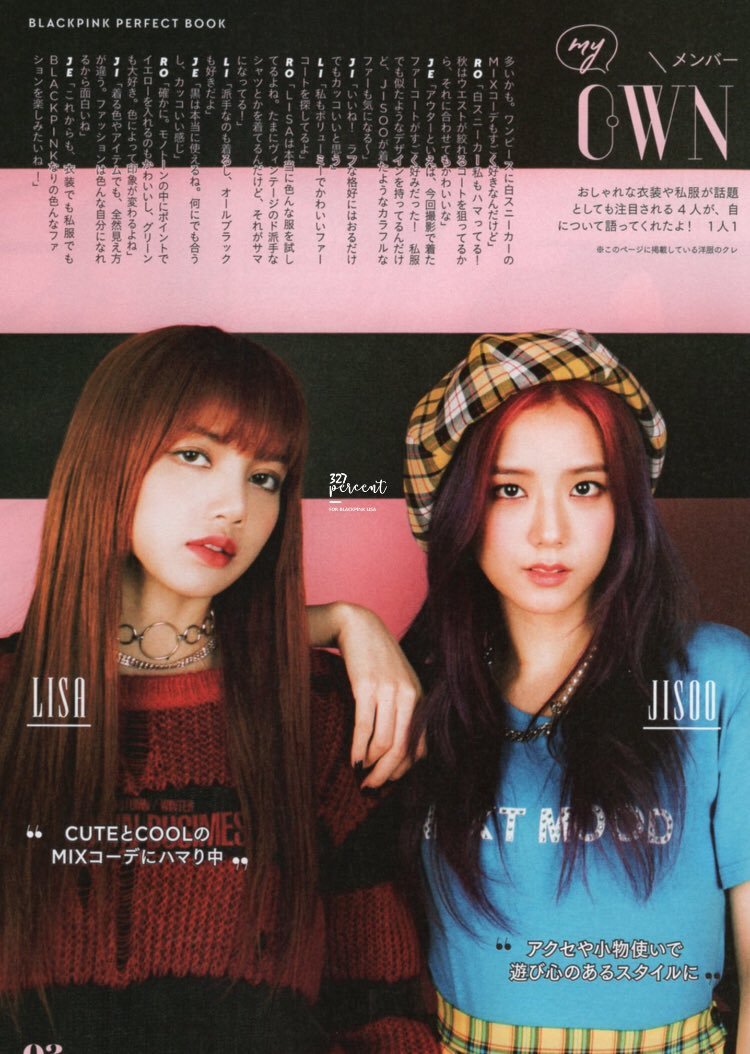 BLACKPINK PERFECT BOOK
my
メンバー
OWN
おしゃれな衣装や私服が話題
としても注目される4人が、自
について語ってくれたよ! 1人1
※このページに掲載している洋服のクレ
多いかも。ワンピースに白スニーカーの
MIXコーデもすごく好きなんだけど」
RO「白スニーカー私もハマってる!
秋はウエストが絞れるコートを狙ってるか
ら、それに合わせてもかわいいな」
JE「アウターといえば、今回撮影で着た
ファーコートがすごく好みだった! 私服
でも似たようなデザインを持ってるんだけ
ど、JISOOが着たようなカラフルな
ファーも気になる〜」
JI「いいね! ラフな格好にはおるだけ
でもカッコいいと思う」
LI「私もボリューミーでかわいいファー
コートを探してるよ」
RO「LISAは本当に色んな服を試し
てるよね。たまにヴィンテージのド派手な
シャツとかを着てるんだけど、それがサマ
になってる!」
LI「派手なのも着るし、オールブラック
も好きだよ」
JE「黒は本当に使えるね。何にでも合う
し、カッコいい感じ」
RO「確かに。モノトーンの中にポイントで
イエローを入れるのもかわいいし、グリーン
も大好き。色によって印象が変わるよね」
JI「着る色やアイテムでも、全然見え方
が違う。ファッションは色んな自分になれ
るから面白いね」
JE「これからも、衣装でも私服でも
BLACKPINKなりの色んなファ
ションを楽しみたいね!」
327
percent
FOR BLACKPINK LISA
LISA
JISOO
AUTUMN / WINTER
NEXT MOOD
❝ CUTEとCOOLの
MIXコーデにハマり中 ❞
❝ アクセや小物使いで
遊び心のあるスタイルに ❞